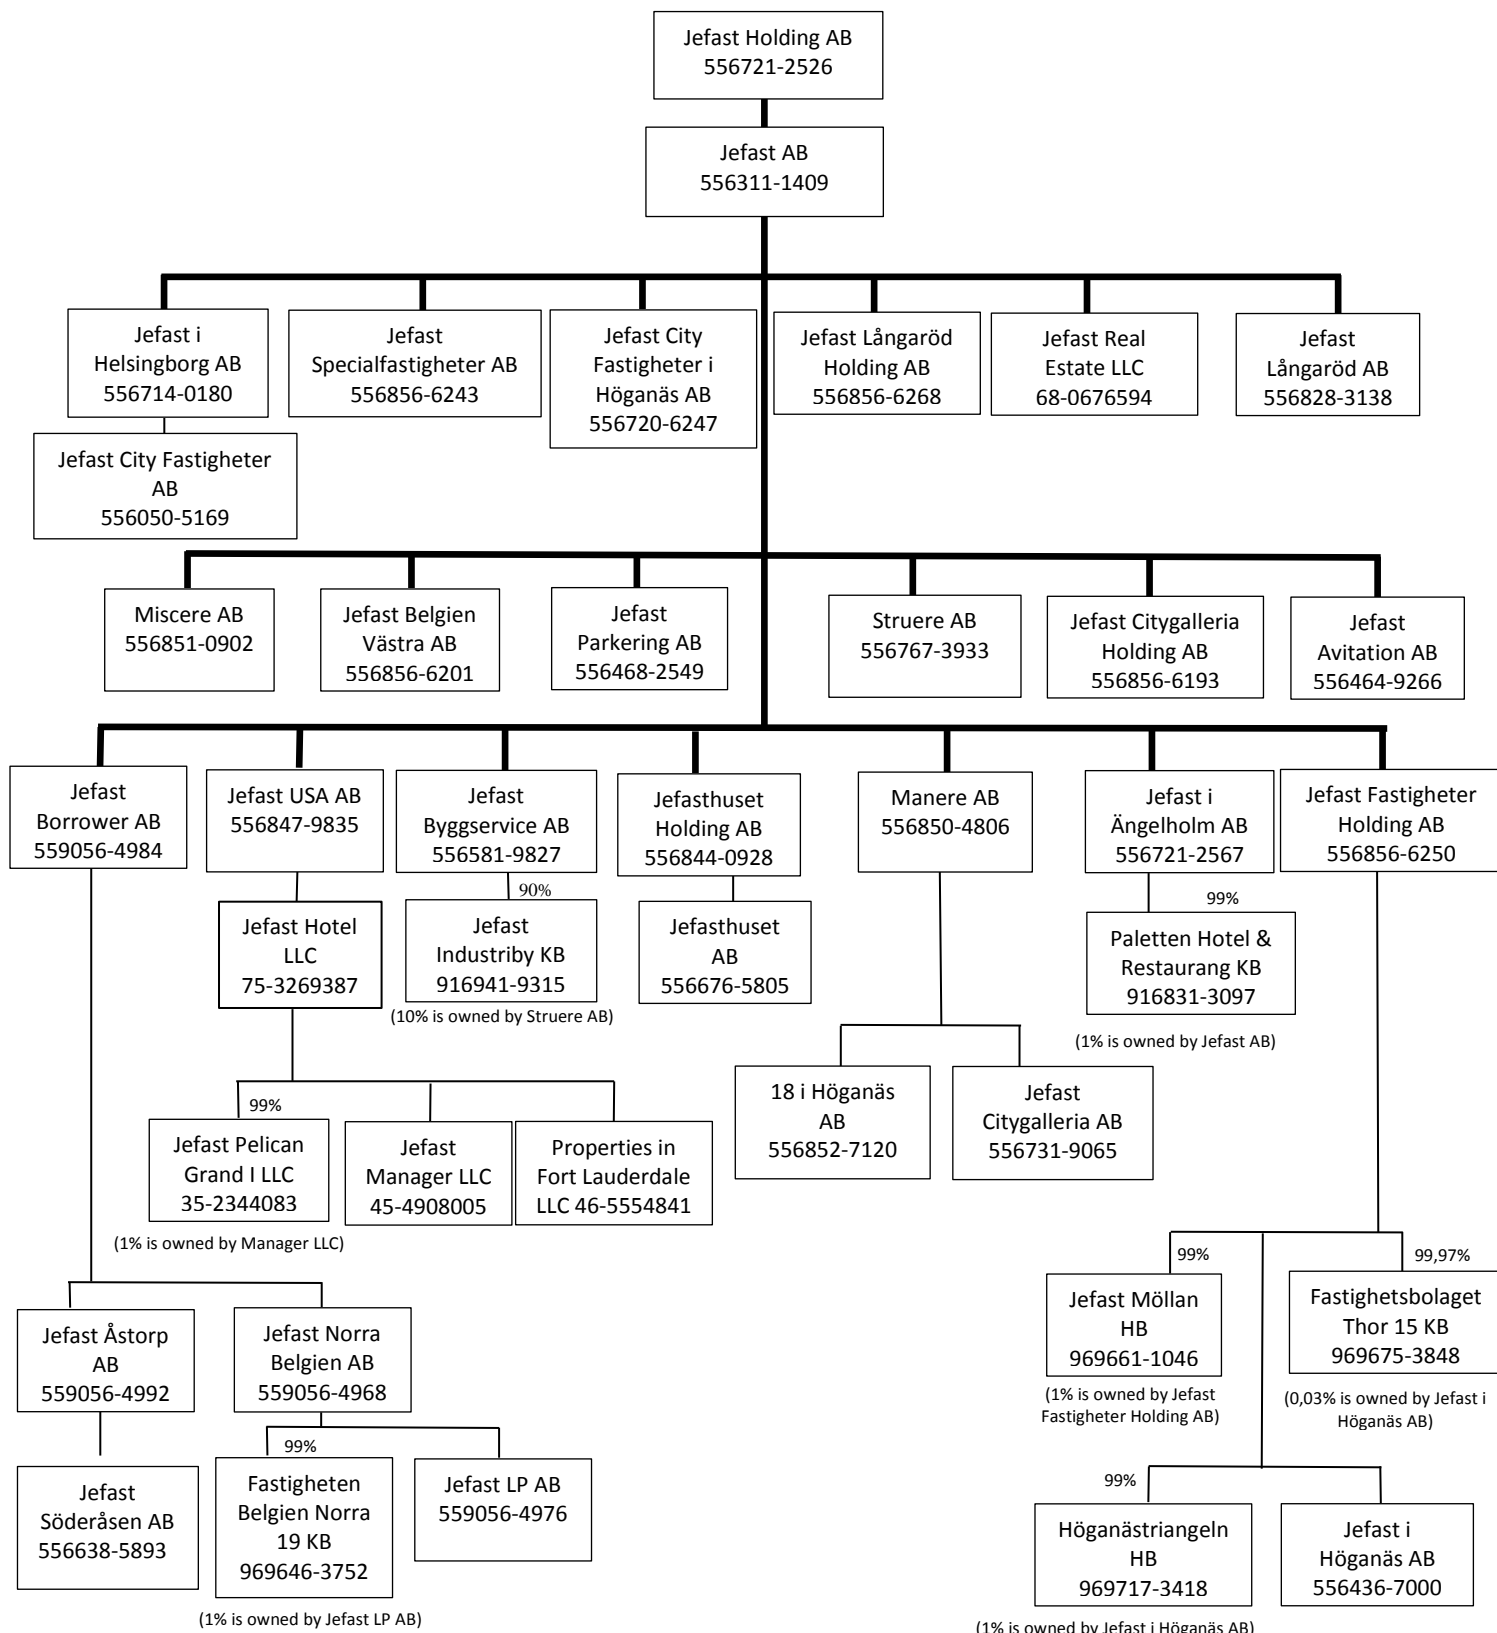 Jefast Holding AB
556721-2526
Jefast AB
556311-1409
Jefast i
Helsingborg AB
556714-0180
Jefast
Specialfastigheter AB
556856-6243
Jefast City
Fastigheter i
Höganäs AB
556720-6247
Jefast Långaröd
Holding AB
556856-6268
Jefast Real
Estate LLC
68-0676594
Jefast
Långaröd AB
556828-3138
Jefast City Fastigheter
AB
556050-5169
Miscere AB
556851-0902
Jefast Belgien
Västra AB
556856-6201
Jefast
Parkering AB
556468-2549
Struere AB
556767-3933
Jefast Citygalleria
Holding AB
556856-6193
Jefast
Avitation AB
556464-9266
Jefast
Borrower AB
559056-4984
Jefast USA AB
556847-9835
Jefast
Byggservice AB
556581-9827
Jefasthuset
Holding AB
556844-0928
Manere AB
556850-4806
Jefast i
Ängelholm AB
556721-2567
Jefast Fastigheter
Holding AB
556856-6250
Jefast Hotel
LLC
75-3269387
90%
Jefast
Industriby KB
916941-9315
(10% is owned by Struere AB)
Jefasthuset
AB
556676-5805
99%
Paletten Hotel &
Restaurang KB
916831-3097
(1% is owned by Jefast AB)
18 i Höganäs
AB
556852-7120
Jefast
Citygalleria AB
556731-9065
99%
Jefast Pelican
Grand I LLC
35-2344083
(1% is owned by Manager LLC)
Jefast
Manager LLC
45-4908005
Properties in
Fort Lauderdale
LLC 46-5554841
99%
Jefast Möllan
HB
969661-1046
(1% is owned by Jefast
Fastigheter Holding AB)
99,97%
Fastighetsbolaget
Thor 15 KB
969675-3848
(0,03% is owned by Jefast i
Höganäs AB)
Jefast Åstorp
AB
559056-4992
Jefast Norra
Belgien AB
559056-4968
Jefast
Söderåsen AB
556638-5893
99%
Fastigheten
Belgien Norra
19 KB
969646-3752
(1% is owned by Jefast LP AB)
Jefast LP AB
559056-4976
99%
Höganästriangeln
HB
969717-3418
(1% is owned by Jefast i Höganäs AB)
Jefast i
Höganäs AB
556436-7000